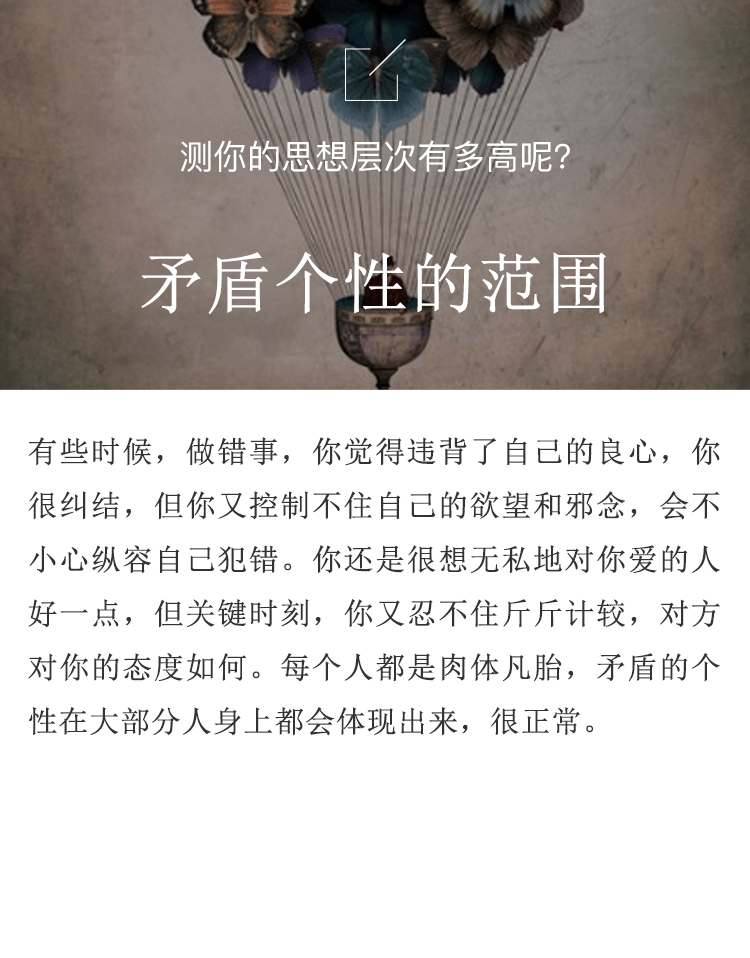 测你的思想层次有多高呢?
矛盾个性的范围
有些时候，做错事，你觉得违背了自己的良心，你
很纠结，但你又控制不住自己的欲望和邪念，会不
小心纵容自己犯错。你还是很想无私地对你爱的人
好一点，但关键时刻，你又忍不住斤斤计较，对方
对你的态度如何。每个人都是肉体凡胎，矛盾的个
性在大部分人身上都会体现出来，很正常。